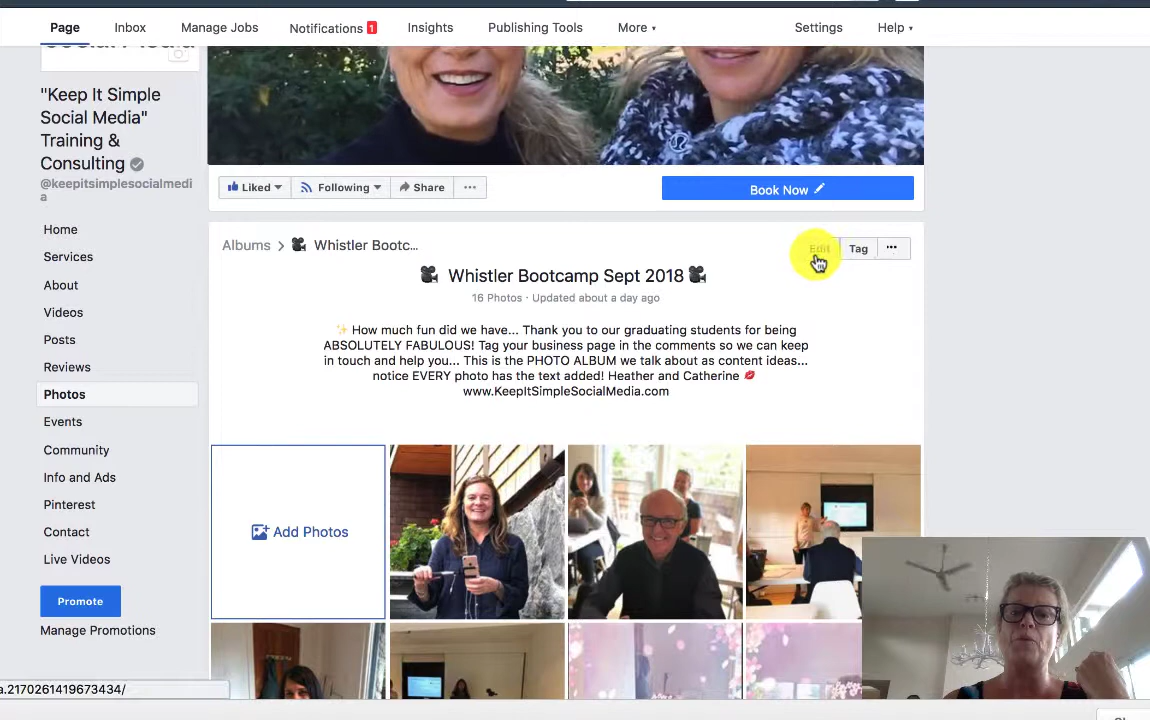 Page
Inbox
Manage Jobs
Notifications 1
Insights
Publishing Tools
More
Settings
Help
"Keep It Simple
Social Media"
Training &
Consulting
@keepitsimplesocialmedi
a
Home
Services
About
Videos
Posts
Reviews
Photos
Events
Community
Info and Ads
Pinterest
Contact
Live Videos
Promote
Manage Promotions
Liked
Following
Share
Book Now
Albums > Whistler Bootc...
Edit
Tag
Whistler Bootcamp Sept 2018
16 Photos · Updated about a day ago
✨ How much fun did we have... Thank you to our graduating students for being
ABSOLUTELY FABULOUS! Tag your business page in the comments so we can keep
in touch and help you... This is the PHOTO ALBUM we talk about as content ideas...
notice EVERY photo has the text added! Heather and Catherine 💋
www.KeepItSimpleSocialMedia.com
Add Photos
a.2170261419673434/